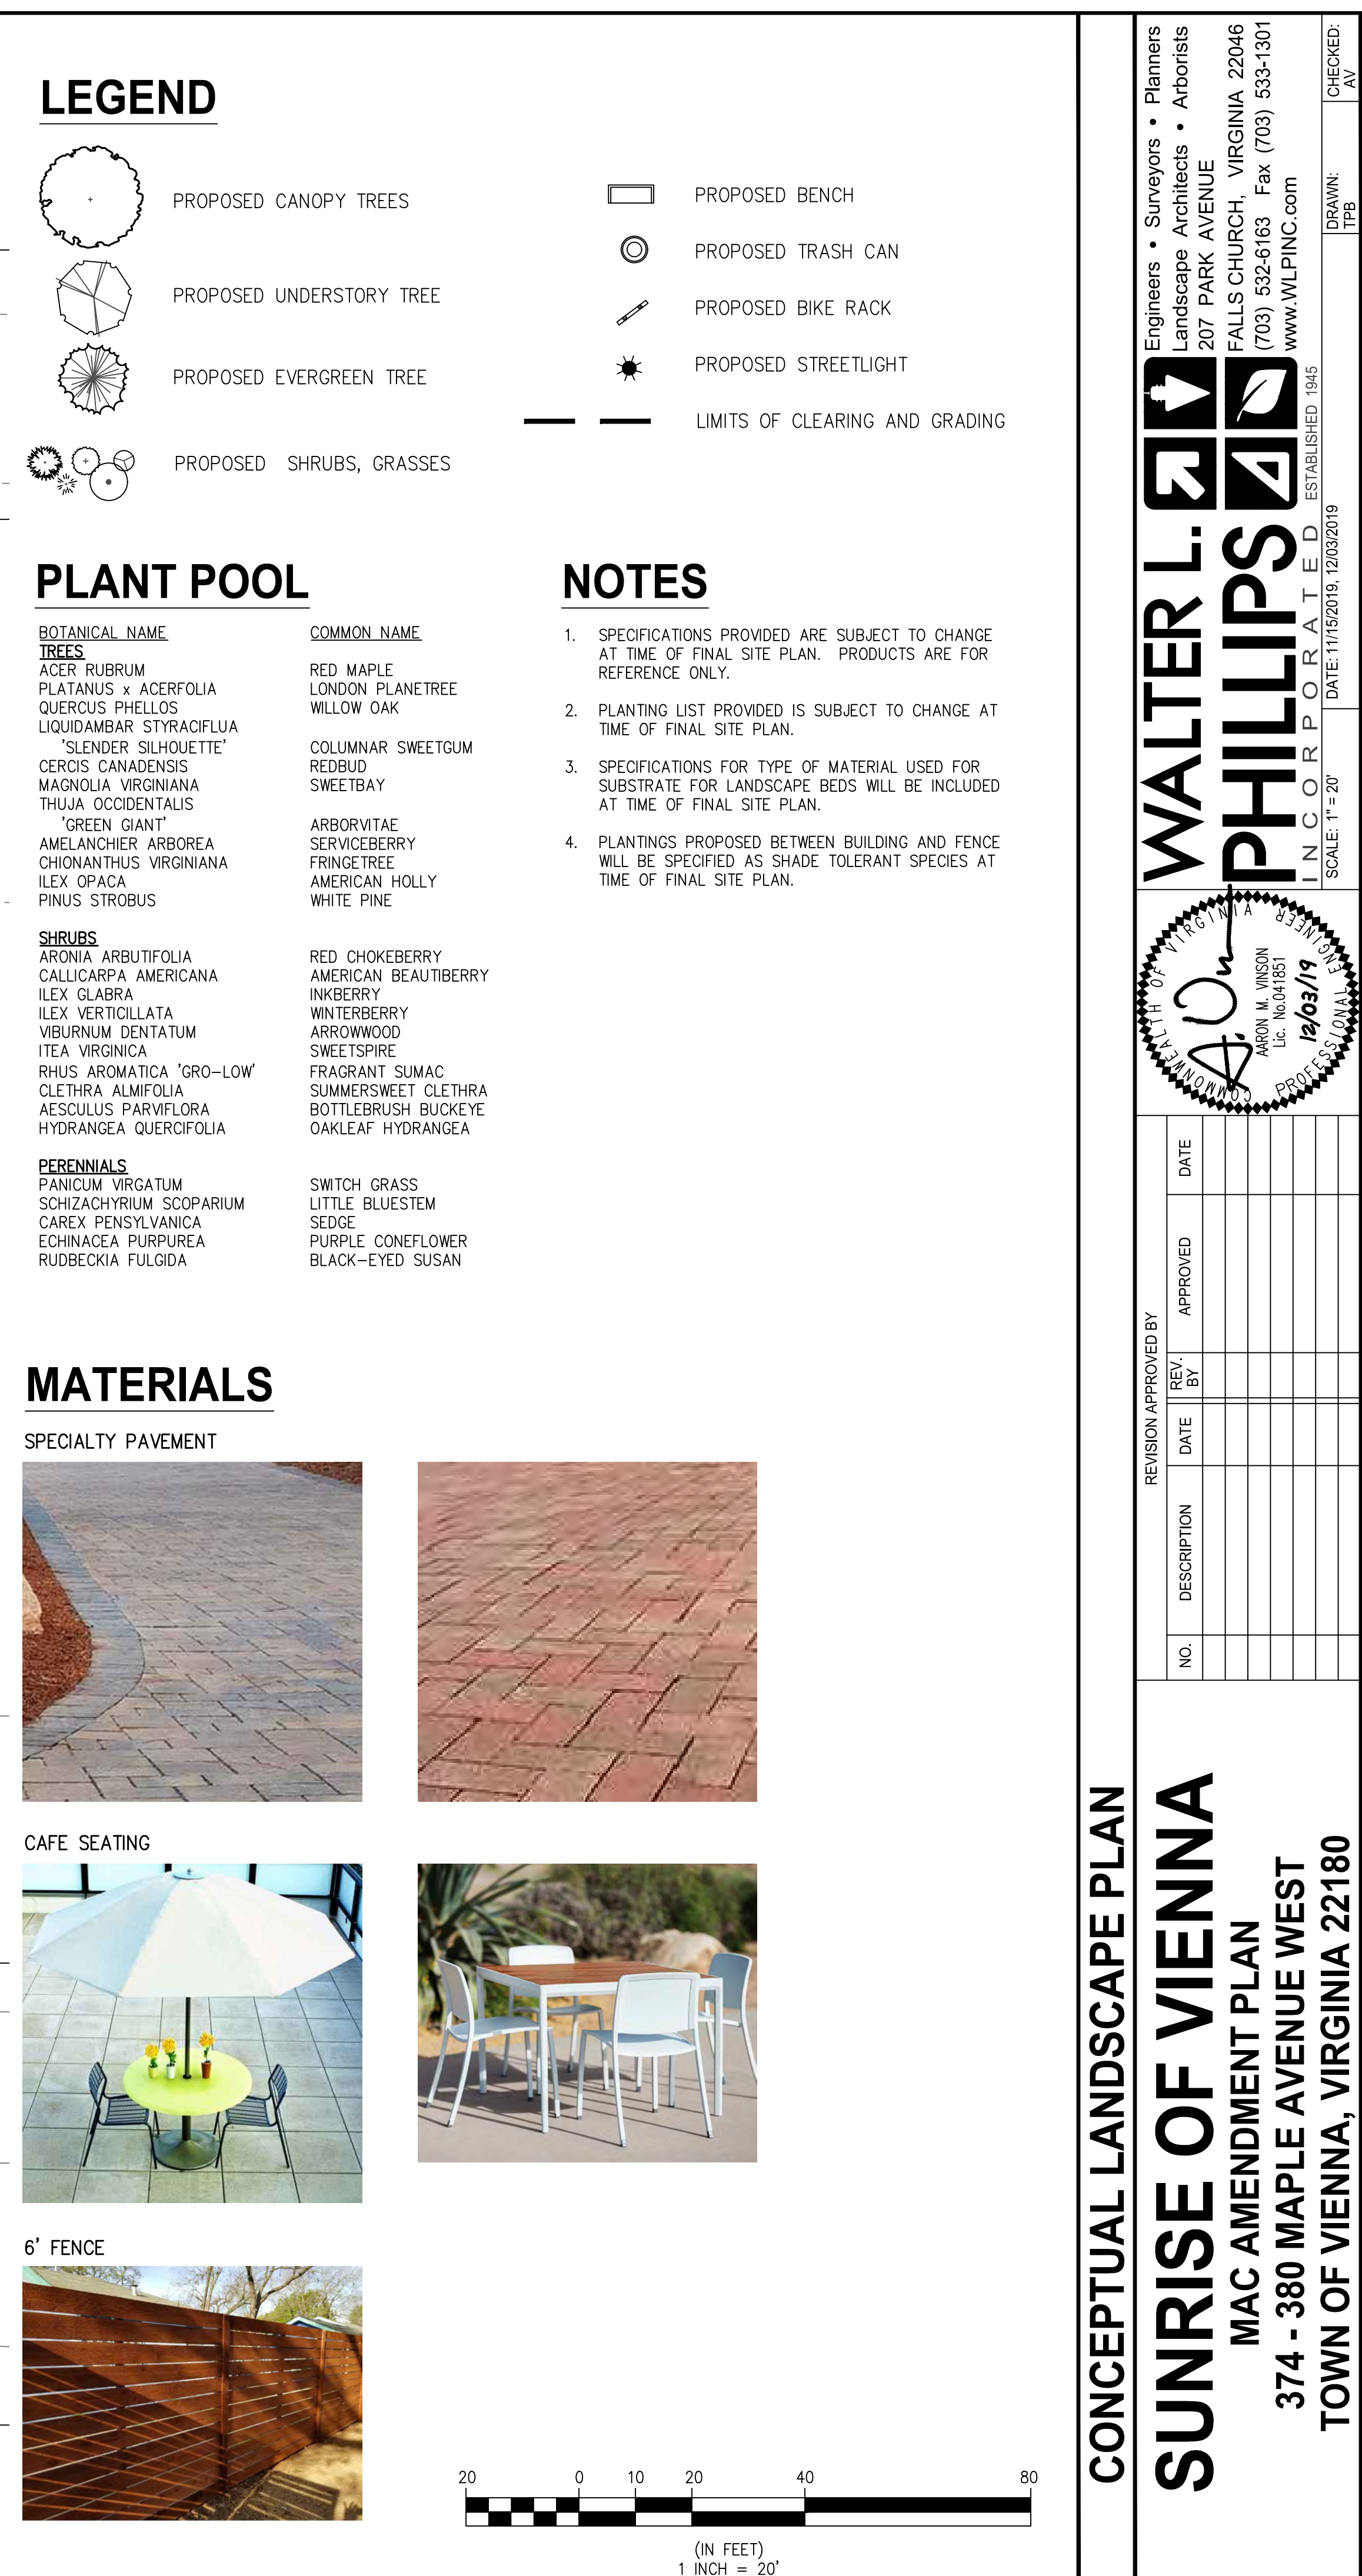 LEGEND
PROPOSED CANOPY TREES
PROPOSED UNDERSTORY TREE
PROPOSED EVERGREEN TREE
PROPOSED SHRUBS, GRASSES
PROPOSED BENCH
PROPOSED TRASH CAN
PROPOSED BIKE RACK
PROPOSED STREETLIGHT
LIMITS OF CLEARING AND GRADING
PLANT POOL
BOTANICAL NAME COMMON NAME
TREES
ACER RUBRUM RED MAPLE
PLATANUS x ACERFOLIA LONDON PLANETREE
QUERCUS PHELLOS WILLOW OAK
LIQUIDAMBAR STYRACIFLUA
'SLENDER SILHOUETTE' COLUMNAR SWEETGUM
CERCIS CANADENSIS REDBUD
MAGNOLIA VIRGINIANA SWEETBAY
THUJA OCCIDENTALIS
'GREEN GIANT' ARBORVITAE
AMELANCHIER ARBOREA SERVICEBERRY
CHIONANTHUS VIRGINIANA FRINGETREE
ILEX OPACA AMERICAN HOLLY
PINUS STROBUS WHITE PINE
SHRUBS
ARONIA ARBUTIFOLIA RED CHOKEBERRY
CALLICARPA AMERICANA AMERICAN BEAUTIBERRY
ILEX GLABRA INKBERRY
ILEX VERTICILLATA WINTERBERRY
VIBURNUM DENTATUM ARROWWOOD
ITEA VIRGINICA SWEETSPIRE
RHUS AROMATICA 'GRO-LOW' FRAGRANT SUMAC
CLETHRA ALMIFOLIA SUMMERSWEET CLETHRA
AESCULUS PARVIFLORA BOTTLEBRUSH BUCKEYE
HYDRANGEA QUERCIFOLIA OAKLEAF HYDRANGEA
PERENNIALS
PANICUM VIRGATUM SWITCH GRASS
SCHIZACHYRIUM SCOPARIUM LITTLE BLUESTEM
CAREX PENSYLVANICA SEDGE
ECHINACEA PURPUREA PURPLE CONEFLOWER
RUDBECKIA FULGIDA BLACK-EYED SUSAN
NOTES
1. SPECIFICATIONS PROVIDED ARE SUBJECT TO CHANGE
AT TIME OF FINAL SITE PLAN. PRODUCTS ARE FOR
REFERENCE ONLY.
2. PLANTING LIST PROVIDED IS SUBJECT TO CHANGE AT
TIME OF FINAL SITE PLAN.
3. SPECIFICATIONS FOR TYPE OF MATERIAL USED FOR
SUBSTRATE FOR LANDSCAPE BEDS WILL BE INCLUDED
AT TIME OF FINAL SITE PLAN.
4. PLANTINGS PROPOSED BETWEEN BUILDING AND FENCE
WILL BE SPECIFIED AS SHADE TOLERANT SPECIES AT
TIME OF FINAL SITE PLAN.
MATERIALS
SPECIALTY PAVEMENT
CAFE SEATING
6' FENCE
20 0 10 20 40 80
(IN FEET)
1 INCH = 20'
CONCEPTUAL LANDSCAPE PLAN
SUNRISE OF VIENNA
MAC AMENDMENT PLAN
374 - 380 MAPLE AVENUE WEST
TOWN OF VIENNA, VIRGINIA 22180
REVISION APPROVED BY
NO. DESCRIPTION DATE REV. BY APPROVED DATE
COMMONWEALTH OF VIRGINIA
A. Vin
AARON M. VINSON
Lic. No.041851
12/03/19
PROFESSIONAL ENGINEER
WALTER L.
PHILLIPS
INCORPORATED
ESTABLISHED 1945
Engineers • Surveyors • Planners
Landscape Architects • Arborists
207 PARK AVENUE
FALLS CHURCH, VIRGINIA 22046
(703) 532-6163 Fax (703) 533-1301
www.WLPINC.com
SCALE: 1" = 20'
DATE: 11/15/2019, 12/03/2019
DRAWN:
TPB
CHECKED:
AV